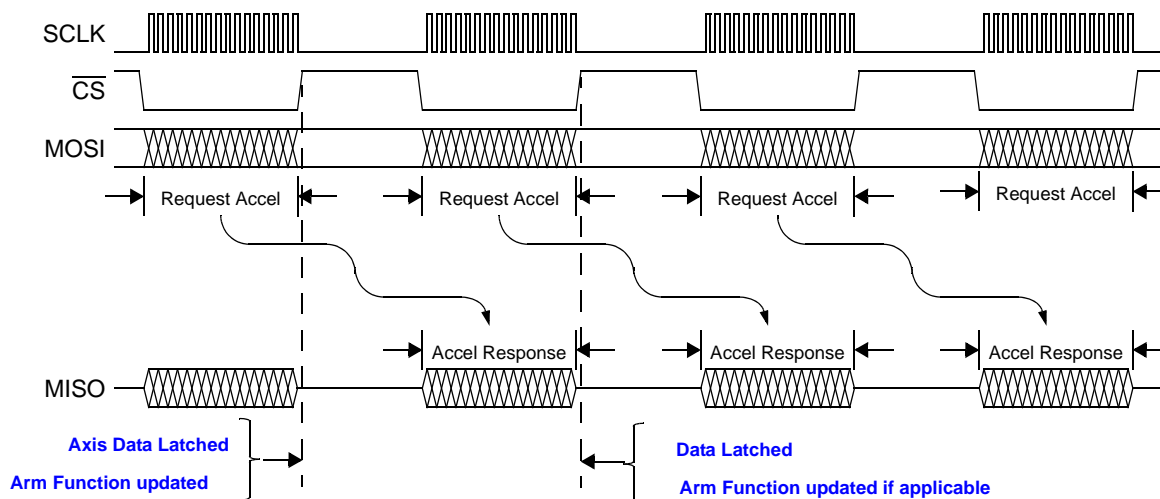 SCLK
CS
MOSI
Request Accel
Request Accel
Request Accel
Request Accel
Accel Response
Accel Response
Accel Response
MISO
Axis Data Latched
Arm Function updated
Data Latched
Arm Function updated if applicable